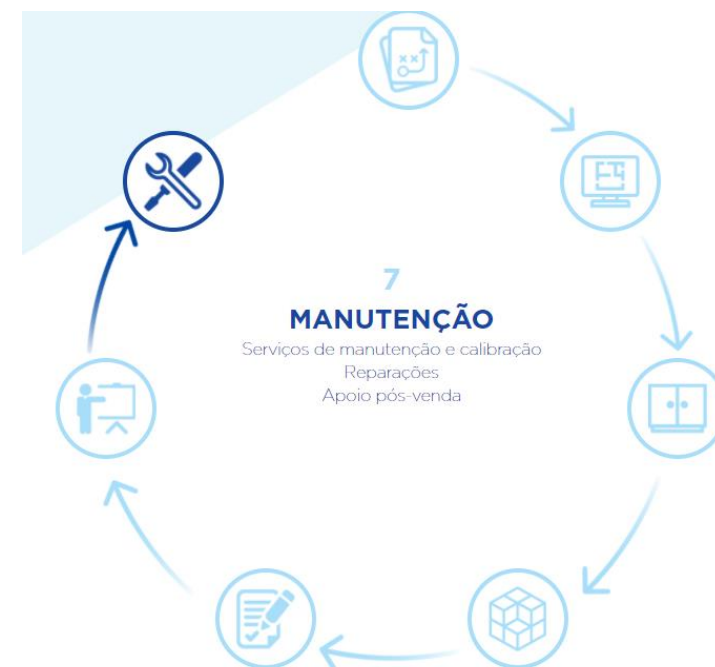 7
MANUTENÇÃO
Serviços de manutenção e calibração
Reparações
Apoio pós-venda